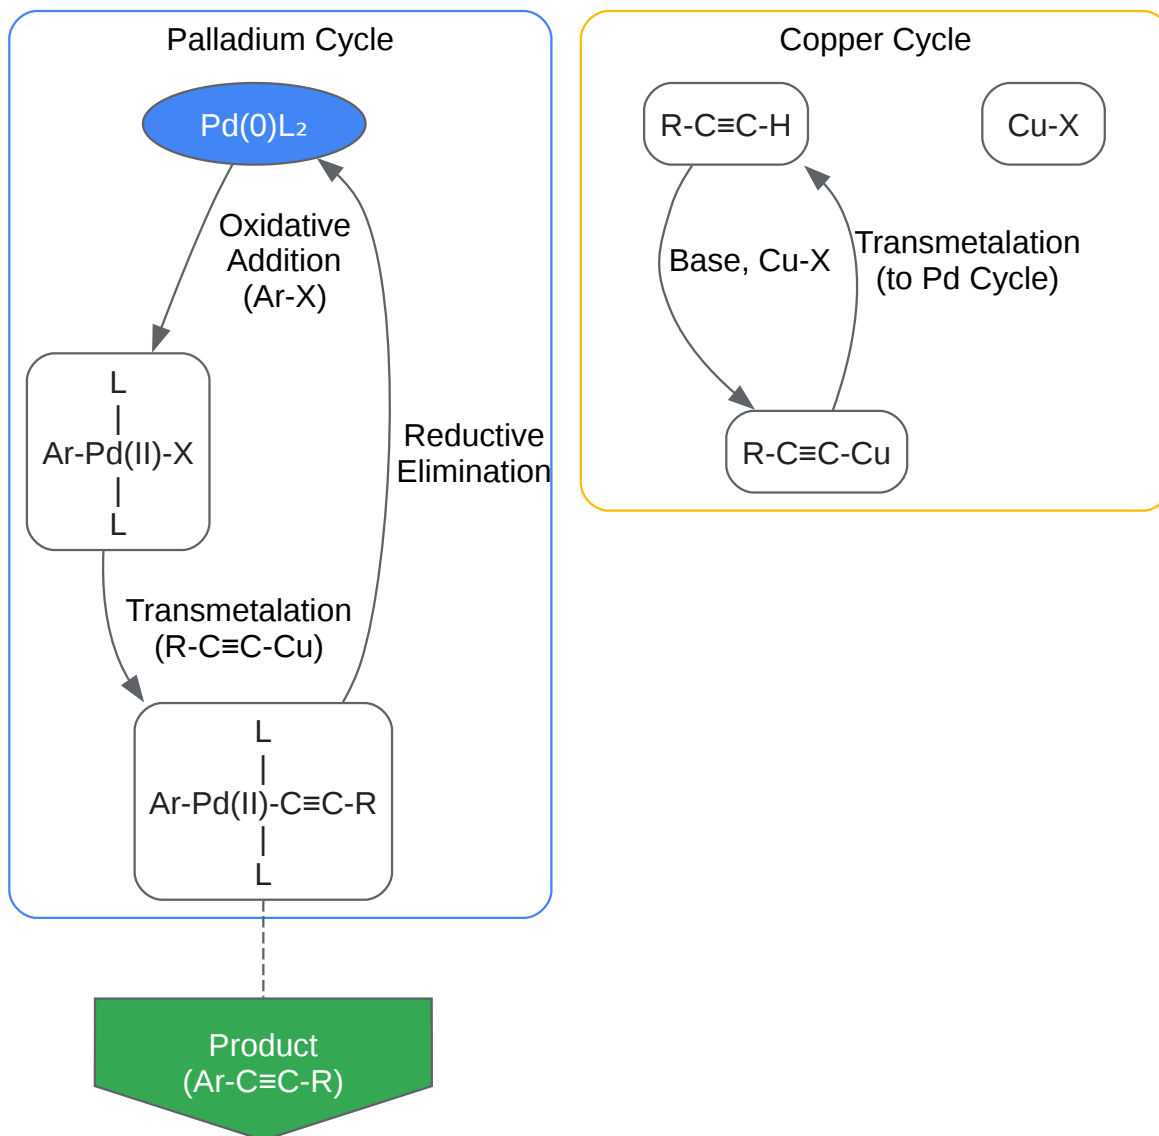 Palladium Cycle
Pd(0)L₂
Oxidative
Addition
(Ar-X)
L
|
Ar-Pd(II)-X
|
L
Reductive
Elimination
Transmetalation
(R-C≡C-Cu)
L
|
Ar-Pd(II)-C≡C-R
|
L
Product
(Ar-C≡C-R)
Copper Cycle
R-C≡C-H
Cu-X
Base, Cu-X
Transmetalation
(to Pd Cycle)
R-C≡C-Cu